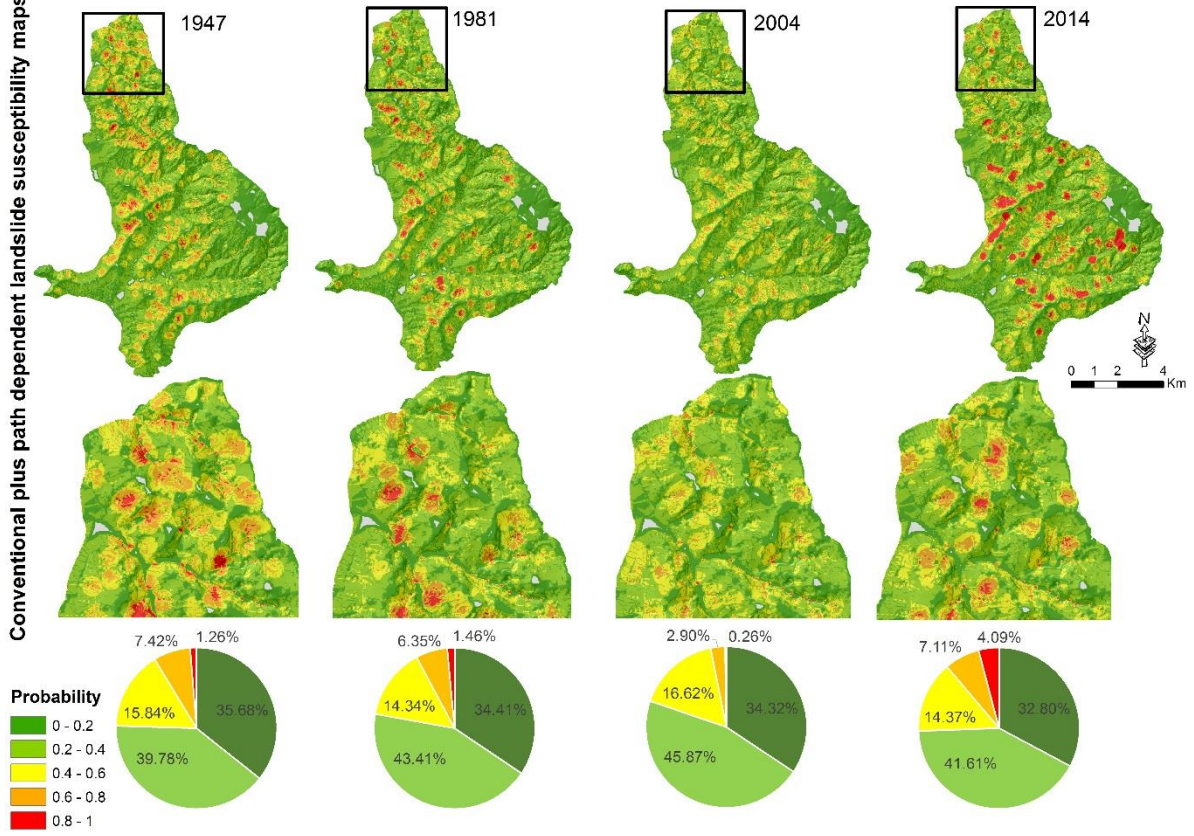 Conventional plus path dependent landslide susceptibility maps
1947
1981
2004
2014
N
0 1 2 4
Km
7.42%
1.26%
15.84%
35.68%
39.78%
6.35%
1.46%
14.34%
34.41%
43.41%
2.90%
0.26%
16.62%
34.32%
45.87%
7.11%
4.09%
14.37%
32.80%
41.61%
Probability
0 - 0.2
0.2 - 0.4
0.4 - 0.6
0.6 - 0.8
0.8 - 1